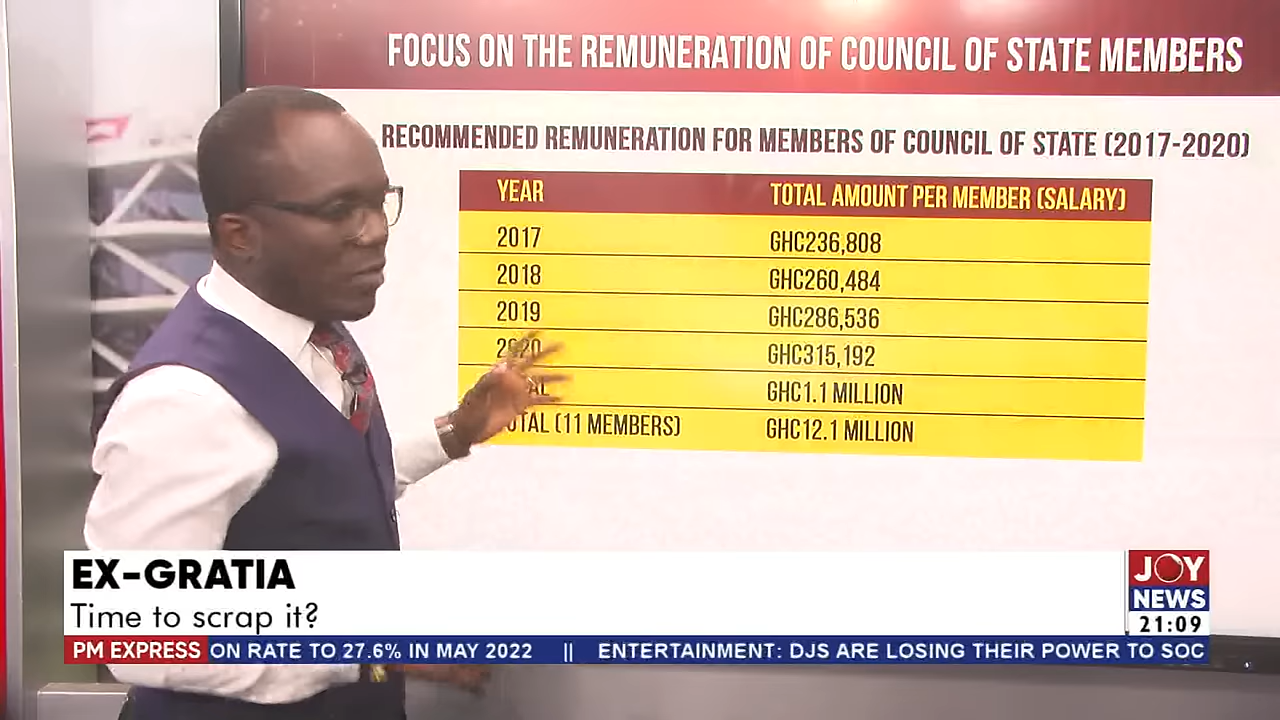 FOCUS ON THE REMUNERATION OF COUNCIL OF STATE MEMBERS
RECOMMENDED REMUNERATION FOR MEMBERS OF COUNCIL OF STATE (2017-2020)
YEAR TOTAL AMOUNT PER MEMBER (SALARY)
2017 GHC236,808
2018 GHC260,484
2019 GHC286,536
2020 GHC315,192
GHC1.1 MILLION
(11 MEMBERS) GHC12.1 MILLION
EX-GRATIA
Time to scrap it?
JOY
NEWS
21:09
PM EXPRESS ON RATE TO 27.6% IN MAY 2022 || ENTERTAINMENT: DJS ARE LOSING THEIR POWER TO SOC